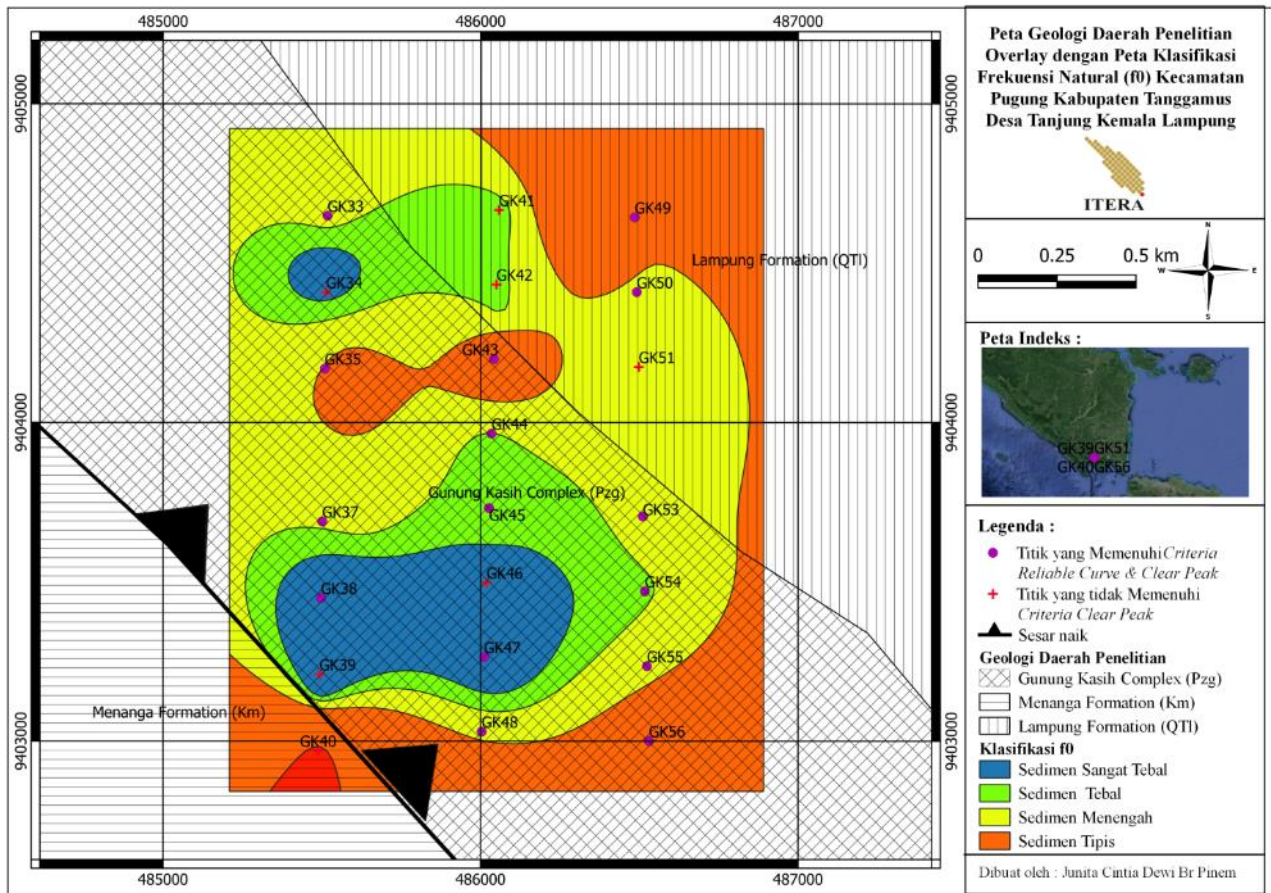 485000
486000
487000
9405000
9405000
GK33
GK41
GK49
GK34
GK42
Lampung Formation (QTl)
GK50
GK35
GK43
GK51
9404000
9404000
GK44
Gunung Kasih Complex (Pzg)
GK37
GK45
GK53
GK38
GK46
GK54
GK39
GK47
GK55
Menanga Formation (Km)
GK40
GK48
GK56
9403000
9403000
485000
486000
487000
Peta Geologi Daerah Penelitian
Overlay dengan Peta Klasifikasi
Frekuensi Natural (f0) Kecamatan
Pugung Kabupaten Tanggamus
Desa Tanjung Kemala Lampung
ITERA
0 0.25 0.5 km
N
W E
S
Peta Indeks :
GK39GK51
GK40GK56
Legenda :
Titik yang Memenuhi Criteria
Reliable Curve & Clear Peak
Titik yang tidak Memenuhi
Criteria Clear Peak
Sesar naik
Geologi Daerah Penelitian
Gunung Kasih Complex (Pzg)
Menanga Formation (Km)
Lampung Formation (QTl)
Klasifikasi f0
Sedimen Sangat Tebal
Sedimen Tebal
Sedimen Menengah
Sedimen Tipis
Dibuat oleh : Junita Cintia Dewi Br Pinem